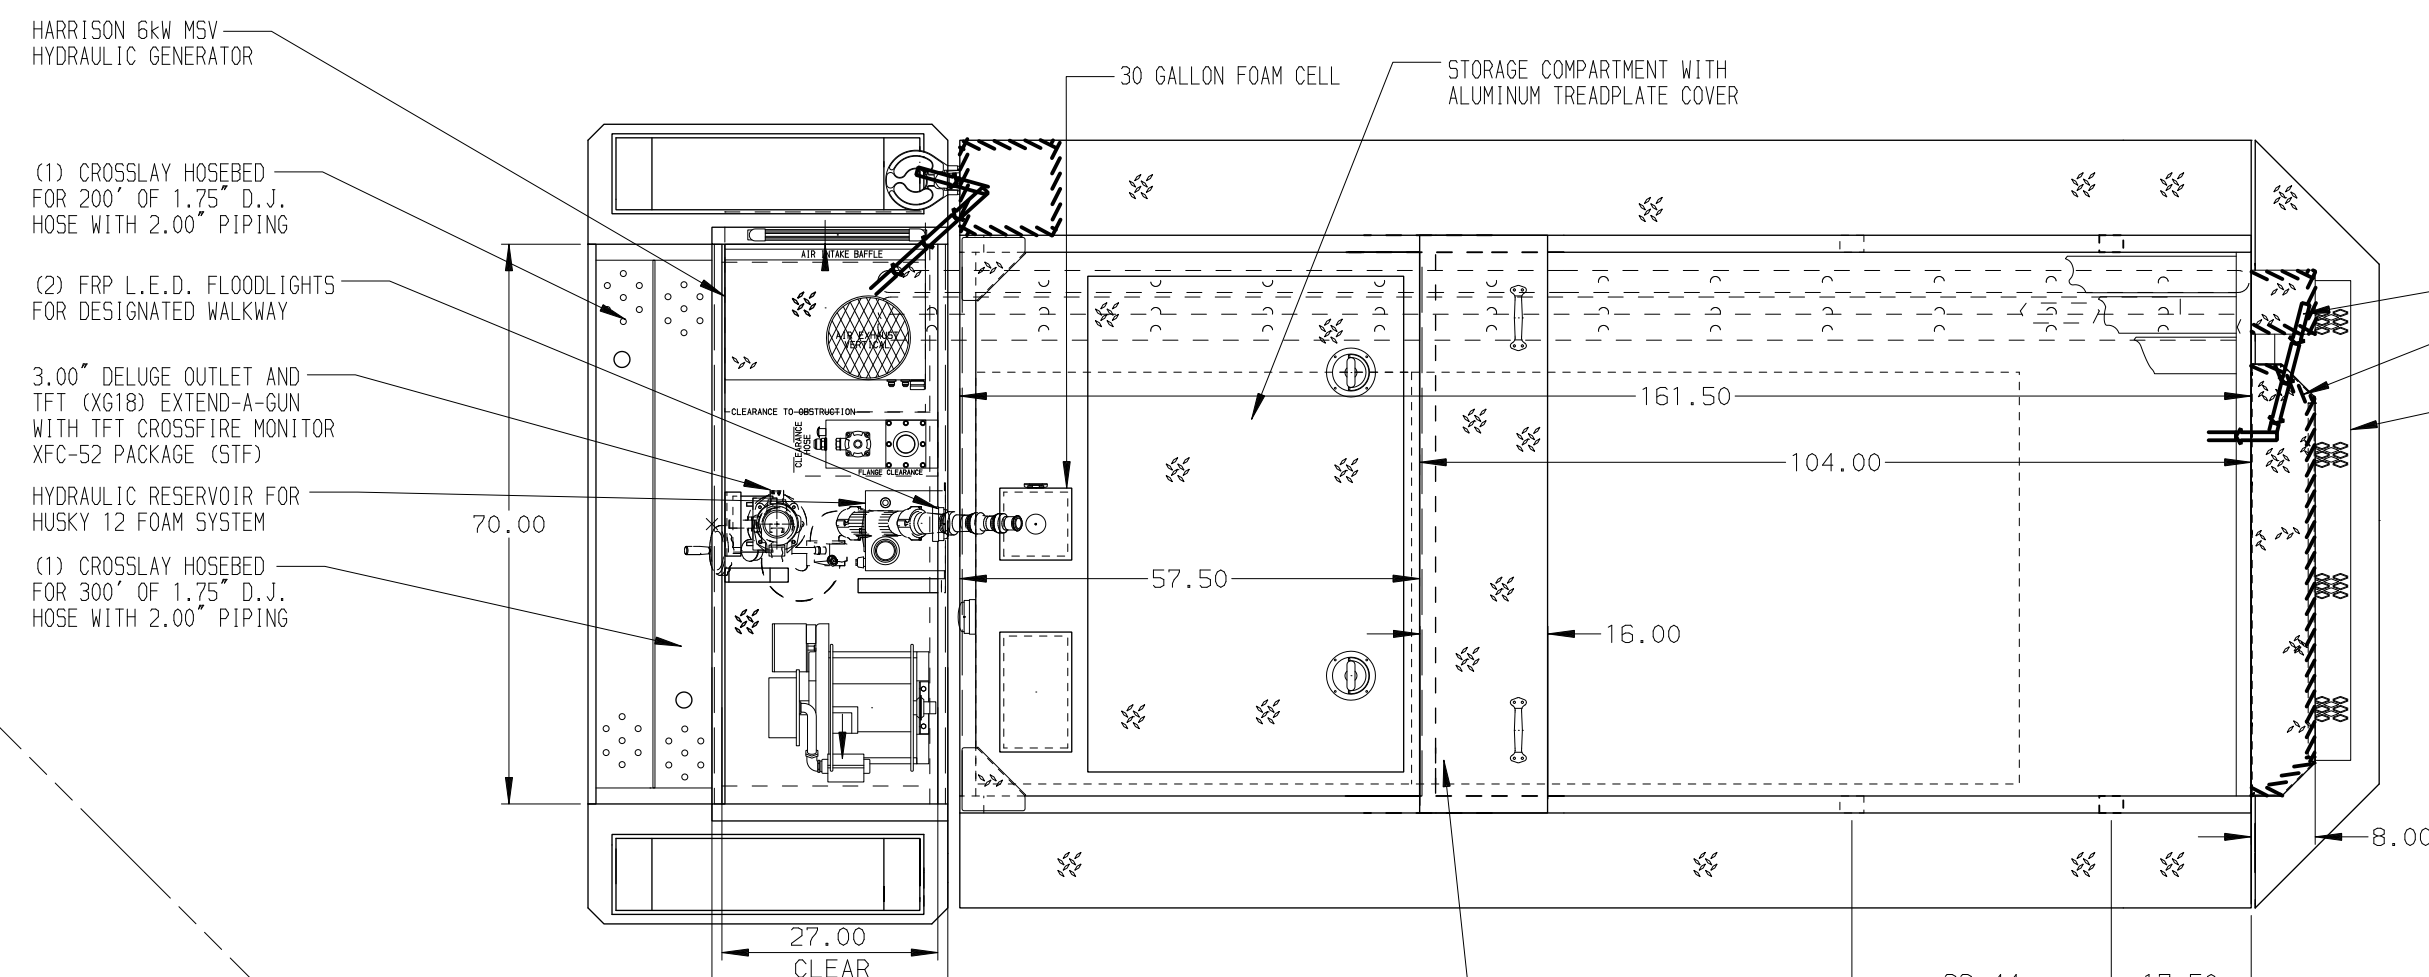 HARRISON 6kW MSV
HYDRAULIC GENERATOR
(1) CROSSLAY HOSEBED
FOR 200' OF 1.75" D.J.
HOSE WITH 2.00" PIPING
(2) FRP L.E.D. FLOODLIGHTS
FOR DESIGNATED WALKWAY
3.00" DELUGE OUTLET AND
TFT (XG18) EXTEND-A-GUN
WITH TFT CROSSFIRE MONITOR
XFC-52 PACKAGE (STF)
HYDRAULIC RESERVOIR FOR
HUSKY 12 FOAM SYSTEM
(1) CROSSLAY HOSEBED
FOR 300' OF 1.75" D.J.
HOSE WITH 2.00" PIPING
30 GALLON FOAM CELL
STORAGE COMPARTMENT WITH
ALUMINUM TREADPLATE COVER
AIR INTAKE BAFFLE
AIR EXHAUST
VERTICAL
CLEARANCE TO OBSTRUCTION
CLEARANCE
HOSE
FLANGE CLEARANCE
70.00
161.50
104.00
57.50
16.00
8.00
27.00
CLEAR
17.50